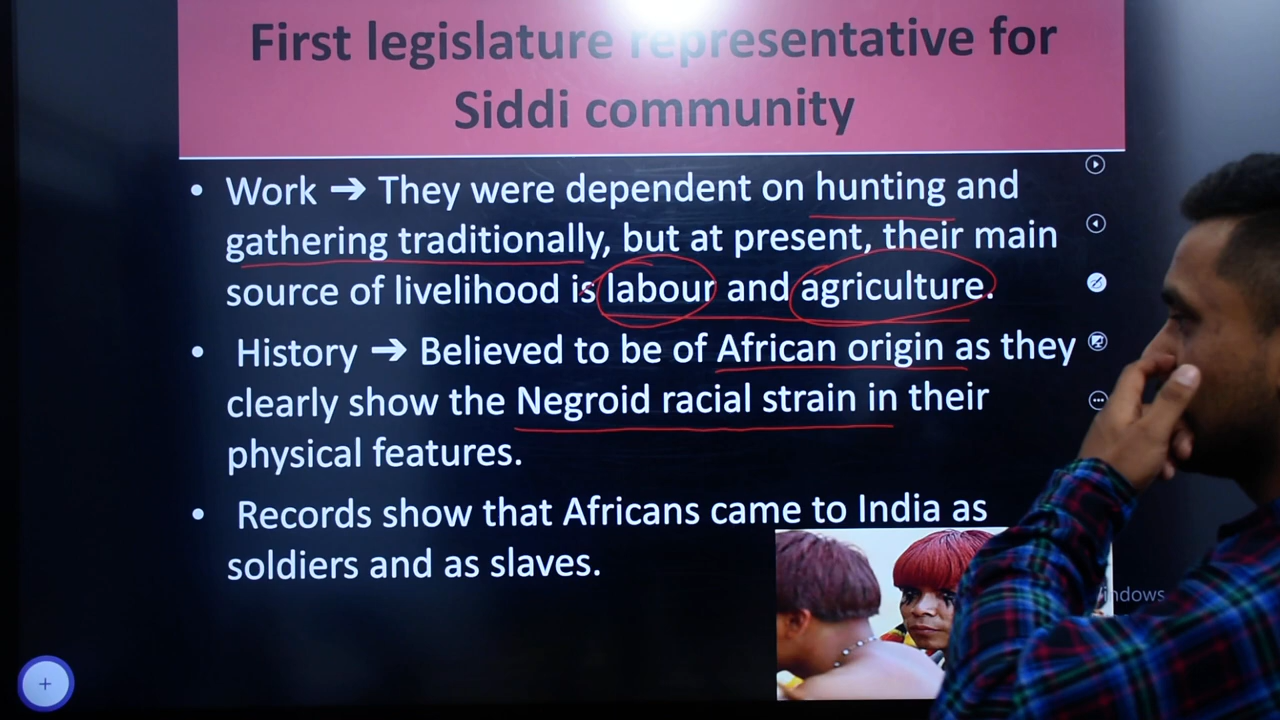 First legislature representative for
Siddi community
• Work ➔ They were dependent on hunting and
gathering traditionally, but at present, their main
source of livelihood is labour and agriculture.
• History ➔ Believed to be of African origin as they
clearly show the Negroid racial strain in their
physical features.
• Records show that Africans came to India as
soldiers and as slaves.
indows